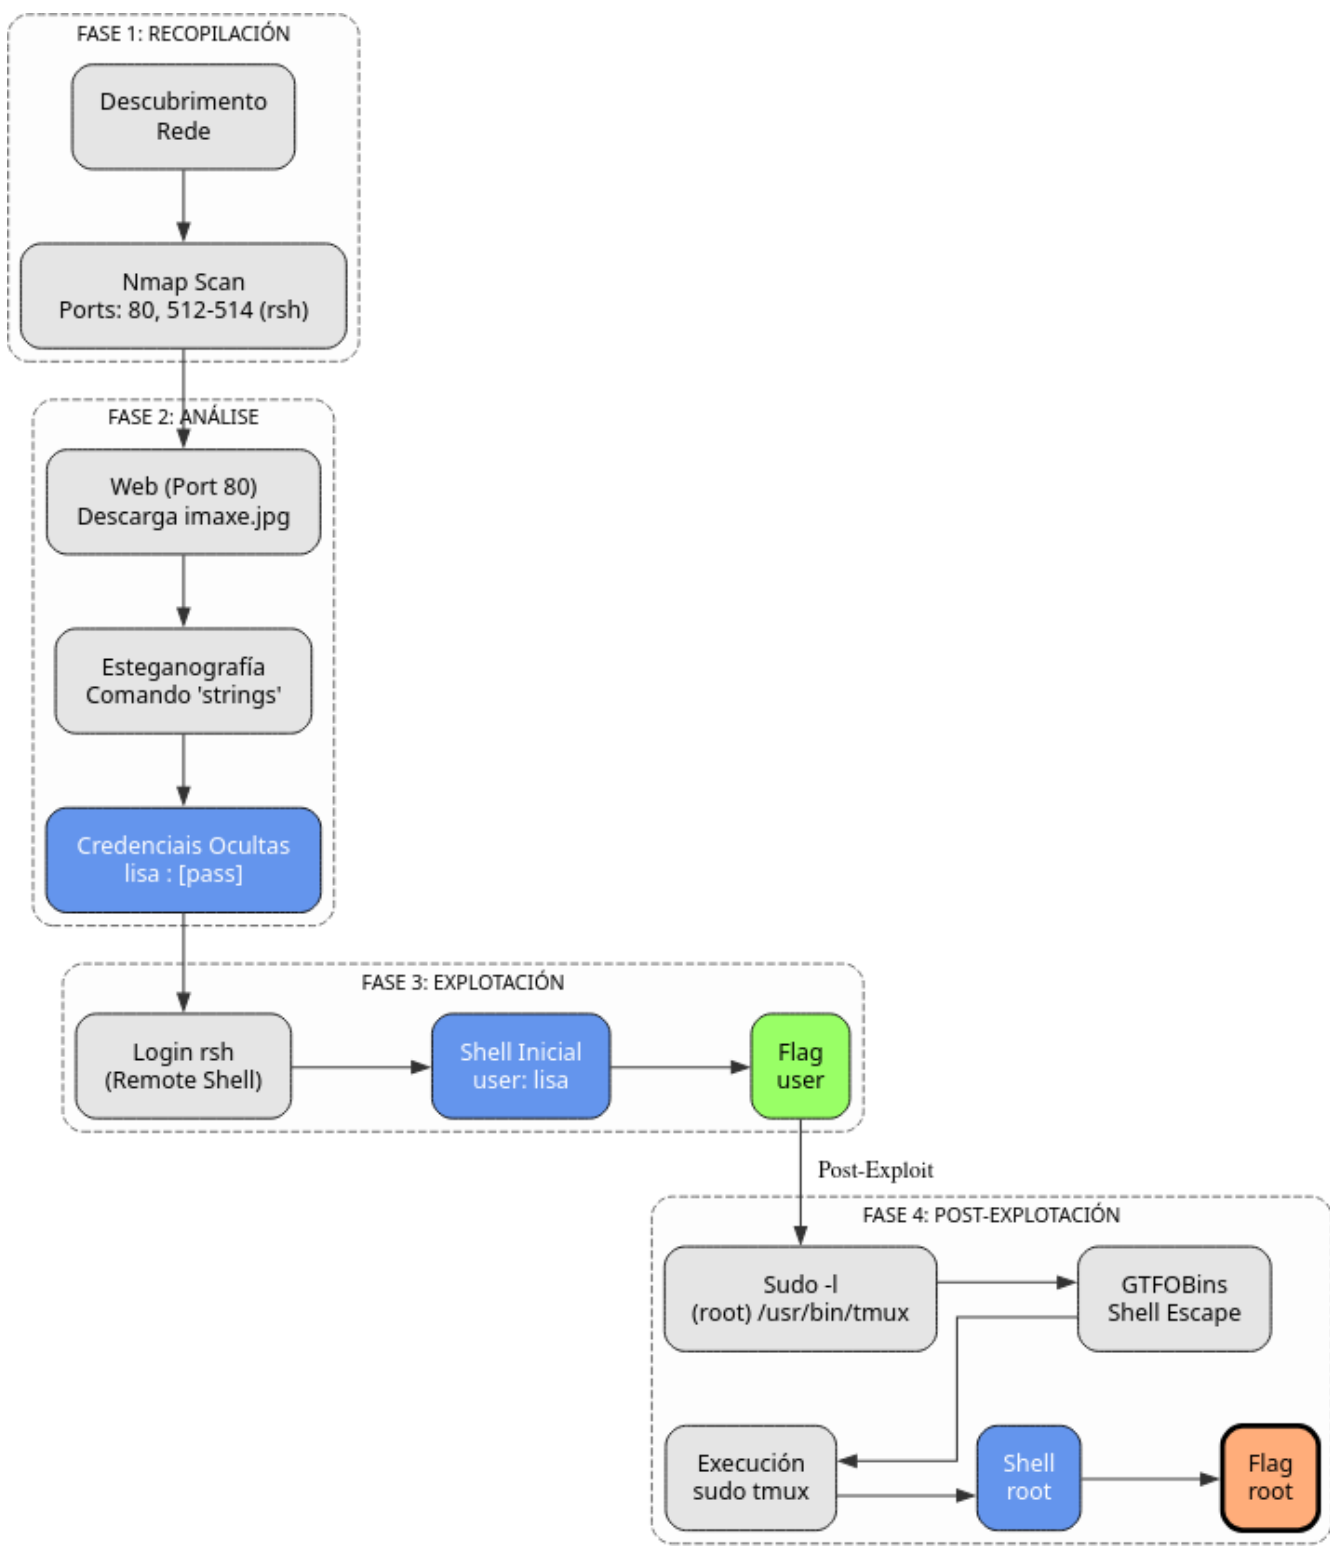 FASE 1: RECOPILACIÓN
Descubrimento
Rede
Nmap Scan
Ports: 80, 512-514 (rsh)
FASE 2: ANÁLISE
Web (Port 80)
Descarga imaxe.jpg
Esteganografía
Comando 'strings'
Credenciais Ocultas
lisa : [pass]
FASE 3: EXPLOTACIÓN
Login rsh
(Remote Shell)
Shell Inicial
user: lisa
Flag
user
Post-Exploit
FASE 4: POST-EXPLOTACIÓN
Sudo -l
(root) /usr/bin/tmux
GTFOBins
Shell Escape
Execución
sudo tmux
Shell
root
Flag
root